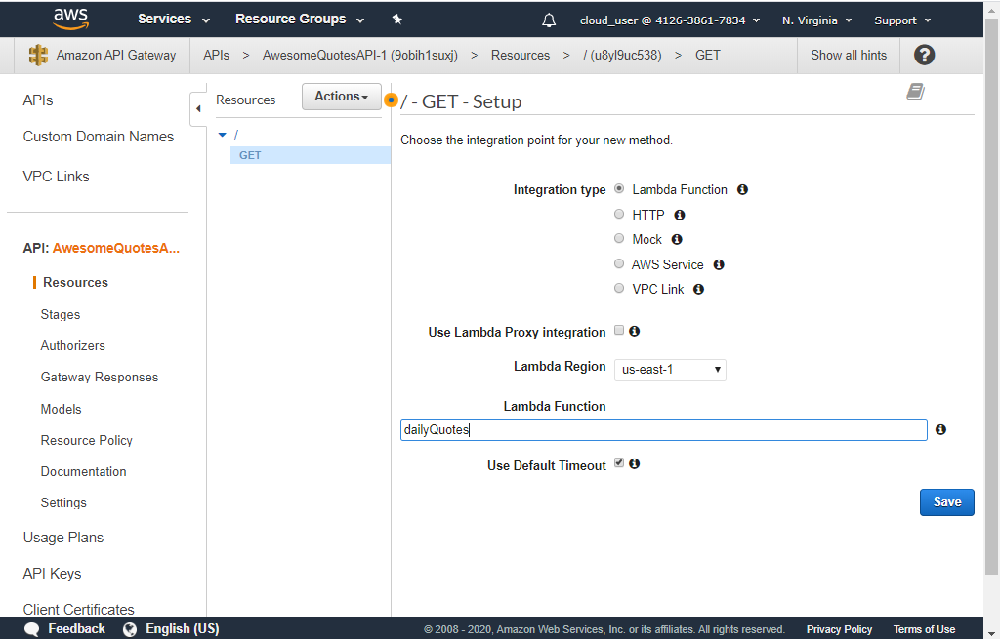 aws Services Resource Groups cloud_user @ 4126-3861-7834 N. Virginia Support
Amazon API Gateway APIs > AwesomeQuotesAPI-1 (9obih1suxj) > Resources > / (u8yl9uc538) > GET Show all hints ?
APIs
Custom Domain Names
VPC Links
API: AwesomeQuotesA...
Resources
Stages
Authorizers
Gateway Responses
Models
Resource Policy
Documentation
Settings
Usage Plans
API Keys
Client Certificates
Resources Actions
/
GET
/ - GET - Setup
Choose the integration point for your new method.
Integration type Lambda Function
HTTP
Mock
AWS Service
VPC Link
Use Lambda Proxy integration
Lambda Region us-east-1
Lambda Function
dailyQuotes
Use Default Timeout
Save
Feedback English (US) © 2008 - 2020, Amazon Web Services, Inc. or its affiliates. All rights reserved. Privacy Policy Terms of Use